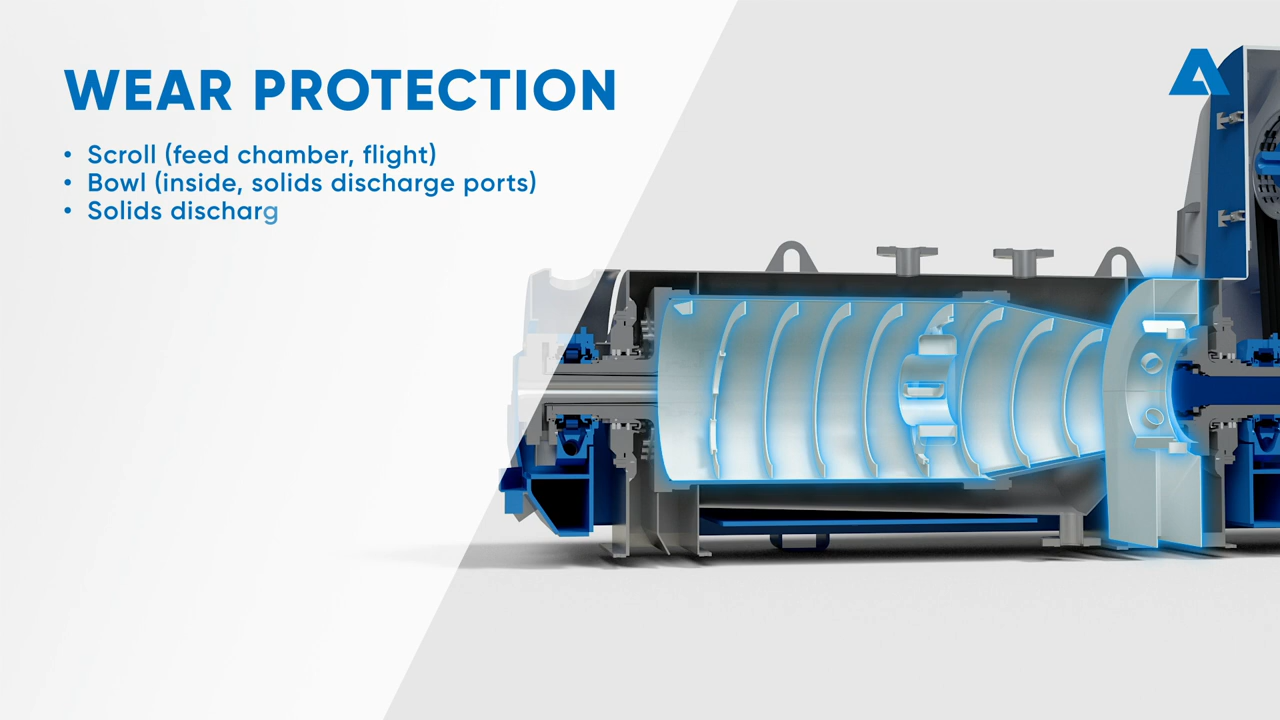 WEAR PROTECTION
• Scroll (feed chamber, flight)
• Bowl (inside, solids discharge ports)
• Solids discharg